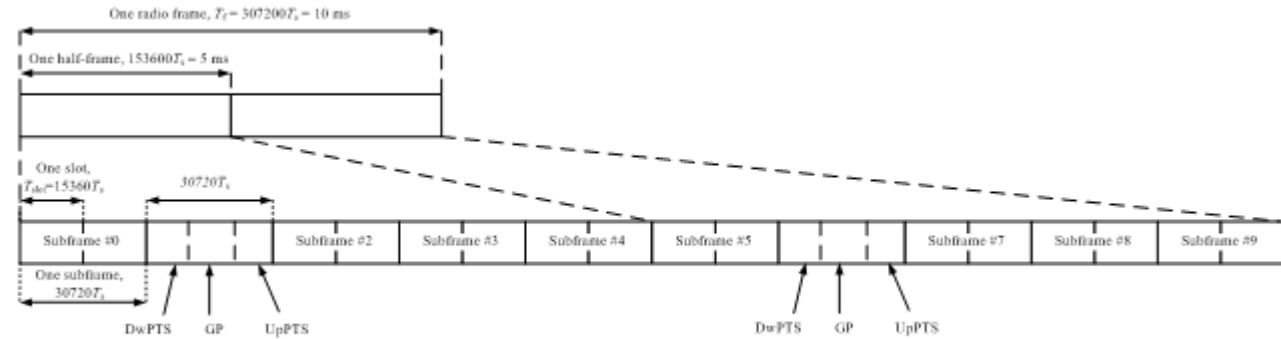 One radio frame, T_f = 307200T_s = 10 ms
One half-frame, 153600T_s = 5 ms
One slot,
T_slot=15360T_s
30720T_s
Subframe #0
Subframe #2
Subframe #3
Subframe #4
Subframe #5
Subframe #7
Subframe #8
Subframe #9
One subframe,
30720T_s
DwPTS
GP
UpPTS
DwPTS
GP
UpPTS